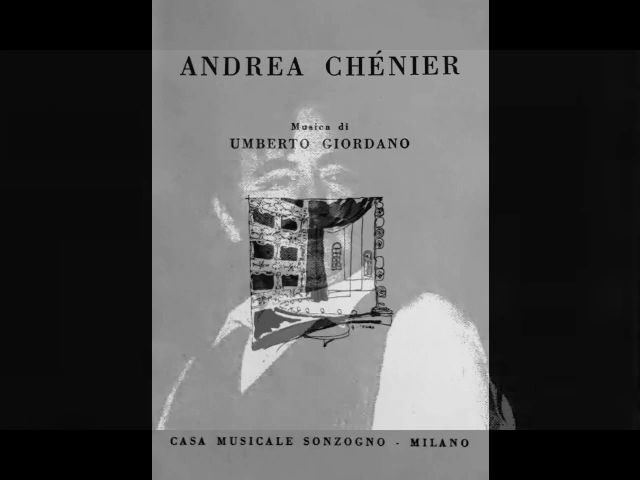 ANDREA CHÉNIER
Musica di
UMBERTO GIORDANO
CASA MUSICALE SONZOGNO - MILANO